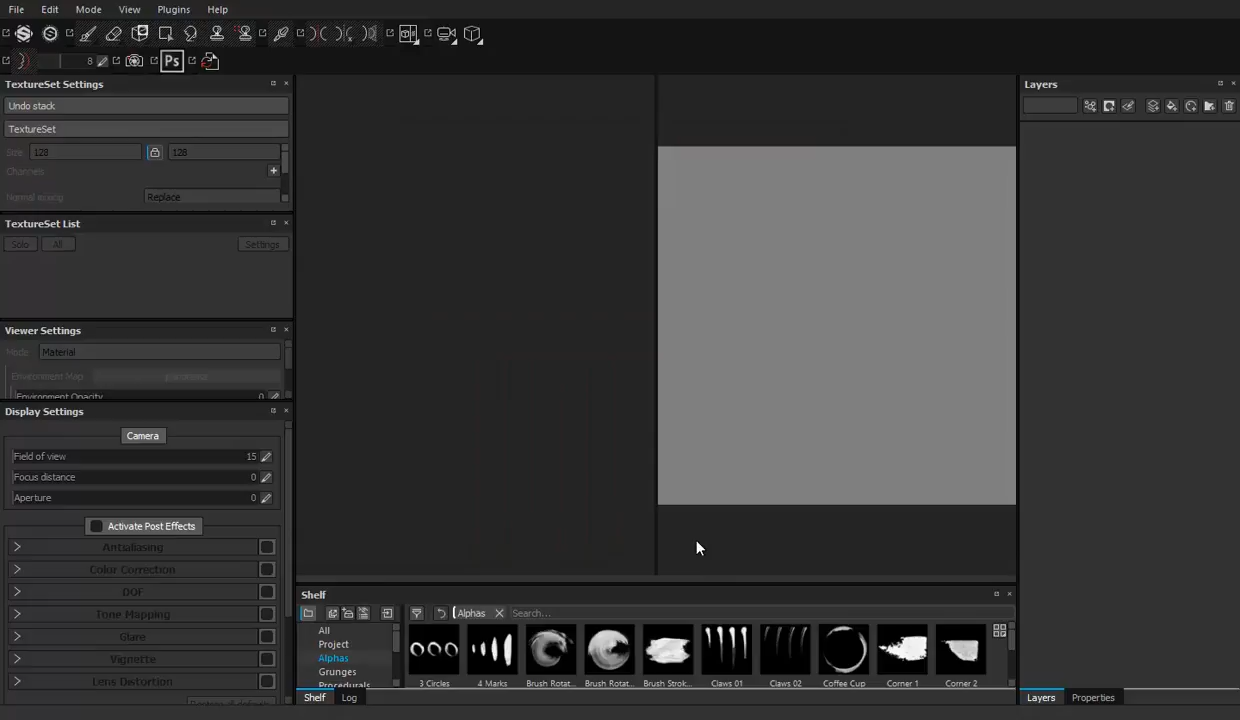 File Edit Mode View Plugins Help
8 Ps
TextureSet Settings
Undo stack
TextureSet
Size 128 128
Channels
Normal mixing Replace
TextureSet List
Solo All Settings
Viewer Settings
Mode Material
Environment Map
Environment Opacity 0
Display Settings
Camera
Field of view 15
Focus distance 0
Aperture 0
Activate Post Effects
Antialiasing
Color Correction
DOF
Tone Mapping
Glare
Vignette
Lens Distortion
Restore all defaults
Shelf
Alphas Search...
All
Project
Alphas
Grunges
Procedurals
3 Circles 4 Marks Brush Rotat... Brush Rotat... Brush Strok... Claws 01 Claws 02 Coffee Cup Corner 1 Corner 2
Shelf Log
Layers
Layers Properties